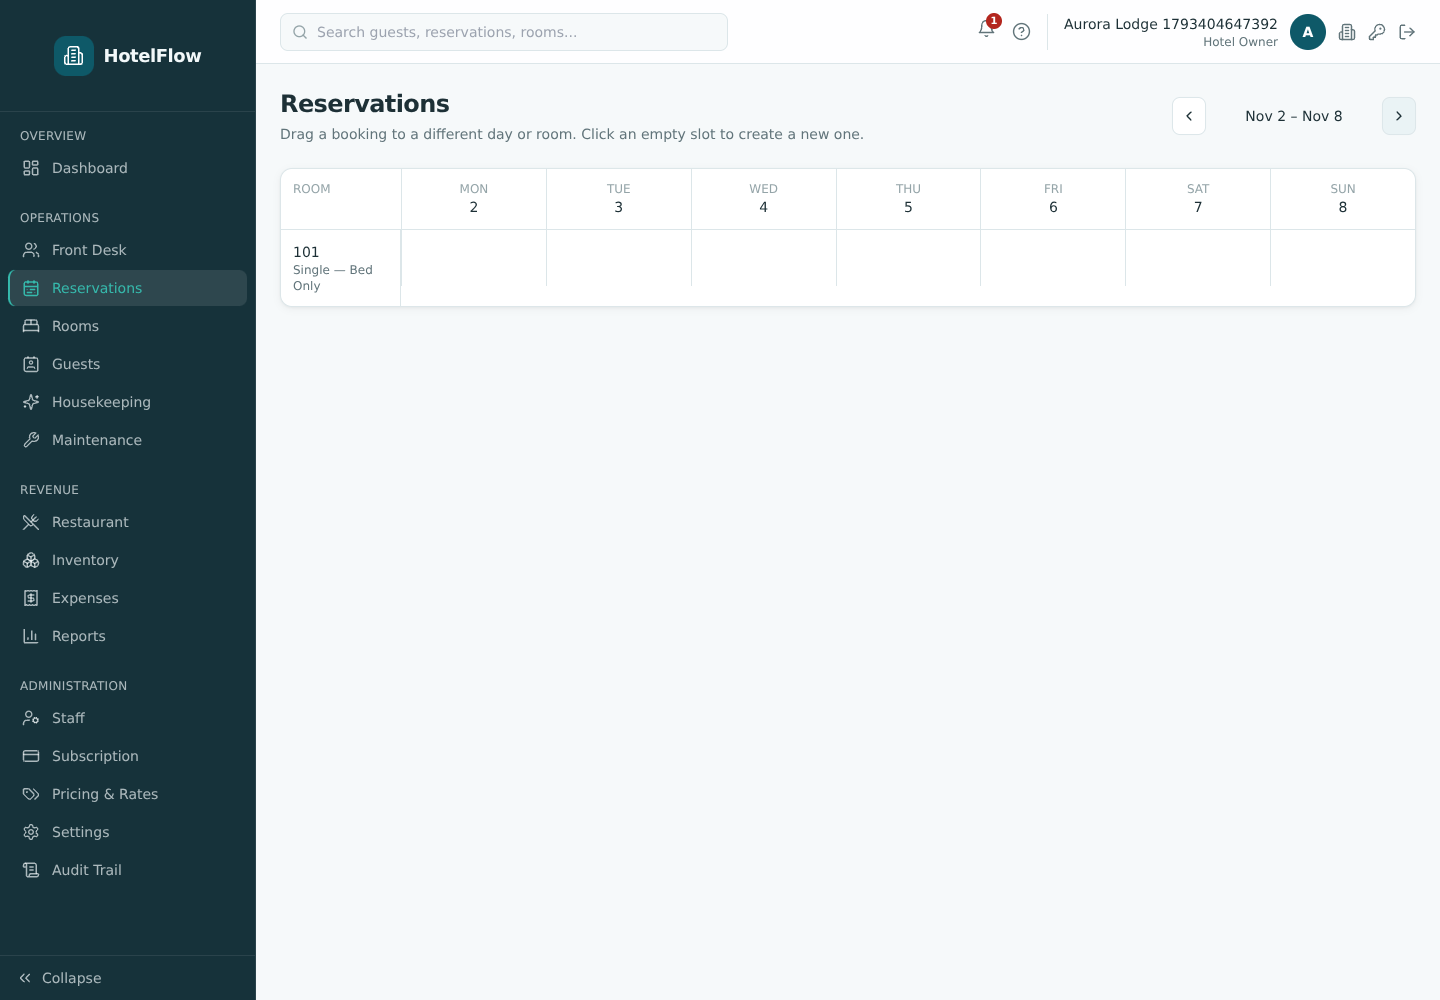 HotelFlow
Search guests, reservations, rooms...
1
Aurora Lodge 1793404647392
Hotel Owner
A
OVERVIEW
Dashboard
OPERATIONS
Front Desk
Reservations
Rooms
Guests
Housekeeping
Maintenance
REVENUE
Restaurant
Inventory
Expenses
Reports
ADMINISTRATION
Staff
Subscription
Pricing & Rates
Settings
Audit Trail
Collapse
Reservations
Drag a booking to a different day or room. Click an empty slot to create a new one.
Nov 2 – Nov 8
ROOM
MON
2
TUE
3
WED
4
THU
5
FRI
6
SAT
7
SUN
8
101
Single — Bed
Only